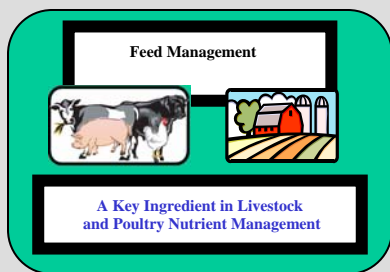 Feed Management
A Key Ingredient in Livestock
and Poultry Nutrient Management